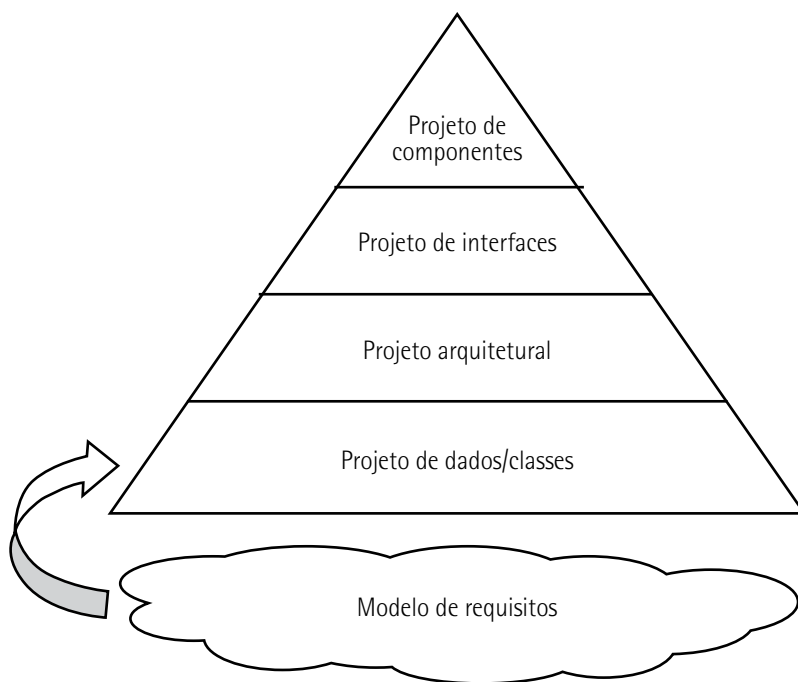 Projeto de
componentes
Projeto de interfaces
Projeto arquitetural
Projeto de dados/classes
Modelo de requisitos